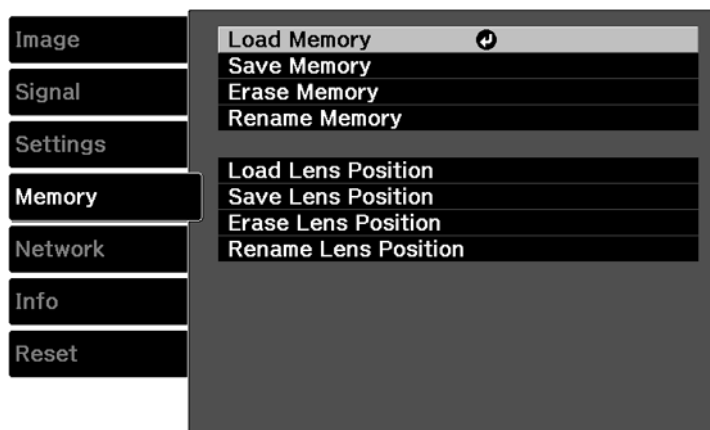 Image
Signal
Settings
Memory
Network
Info
Reset
Load Memory
Save Memory
Erase Memory
Rename Memory
Load Lens Position
Save Lens Position
Erase Lens Position
Rename Lens Position